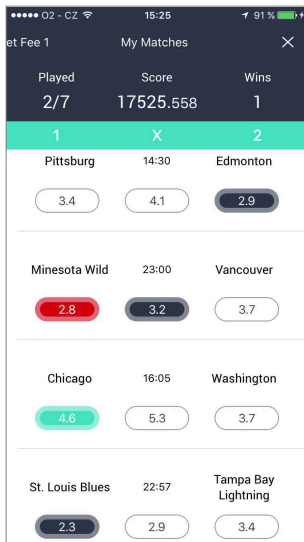 O2 - CZ 15:25 91 %
et Fee 1 My Matches
Played Score Wins
2/7 17525.558 1
1 X 2
Pittsburg 14:30 Edmonton
3.4 4.1 2.9
Minesota Wild 23:00 Vancouver
2.8 3.2 3.7
Chicago 16:05 Washington
4.6 5.3 3.7
St. Louis Blues 22:57 Tampa Bay
Lightning
2.3 2.9 3.4